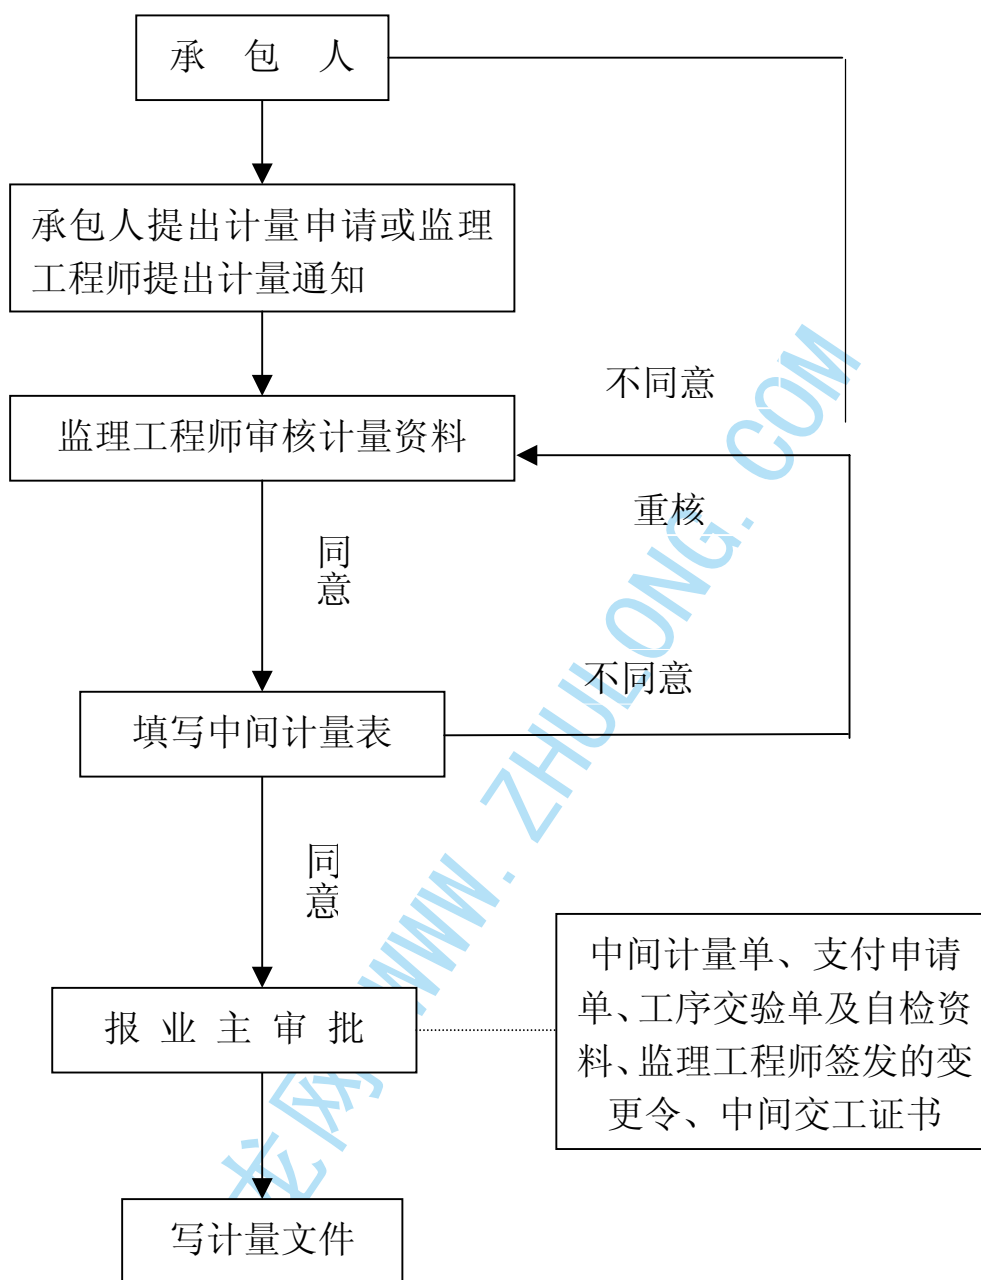 承 包 人
承包人提出计量申请或监理
工程师提出计量通知
不同意
监理工程师审核计量资料
重核
同意
不同意
填写中间计量表
同意
中间计量单、支付申请
单、工序交验单及自检资
料、监理工程师签发的变
更令、中间交工证书
报 业 主 审 批
写计量文件
龙网 WWW.ZHULONG.COM